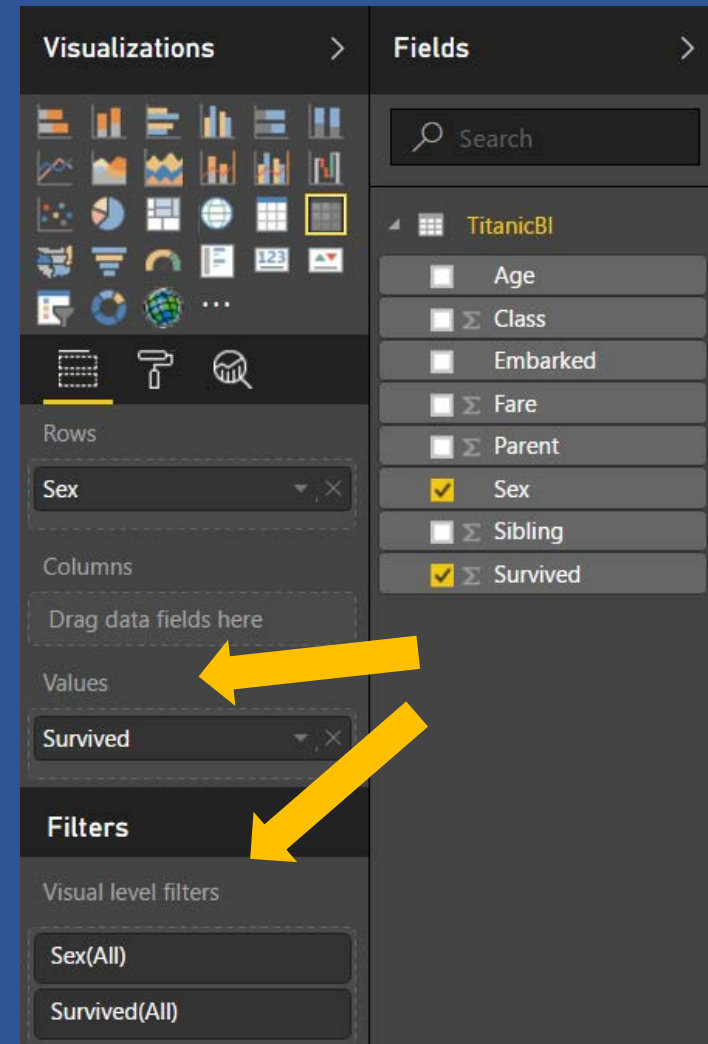 Visualizations >
123
Rows
Sex
Columns
Drag data fields here
Values
Survived
Filters
Visual level filters
Sex(All)
Survived(All)
Fields >
Search
TitanicBI
Age
Σ Class
Embarked
Σ Fare
Σ Parent
Sex
Σ Sibling
Σ Survived